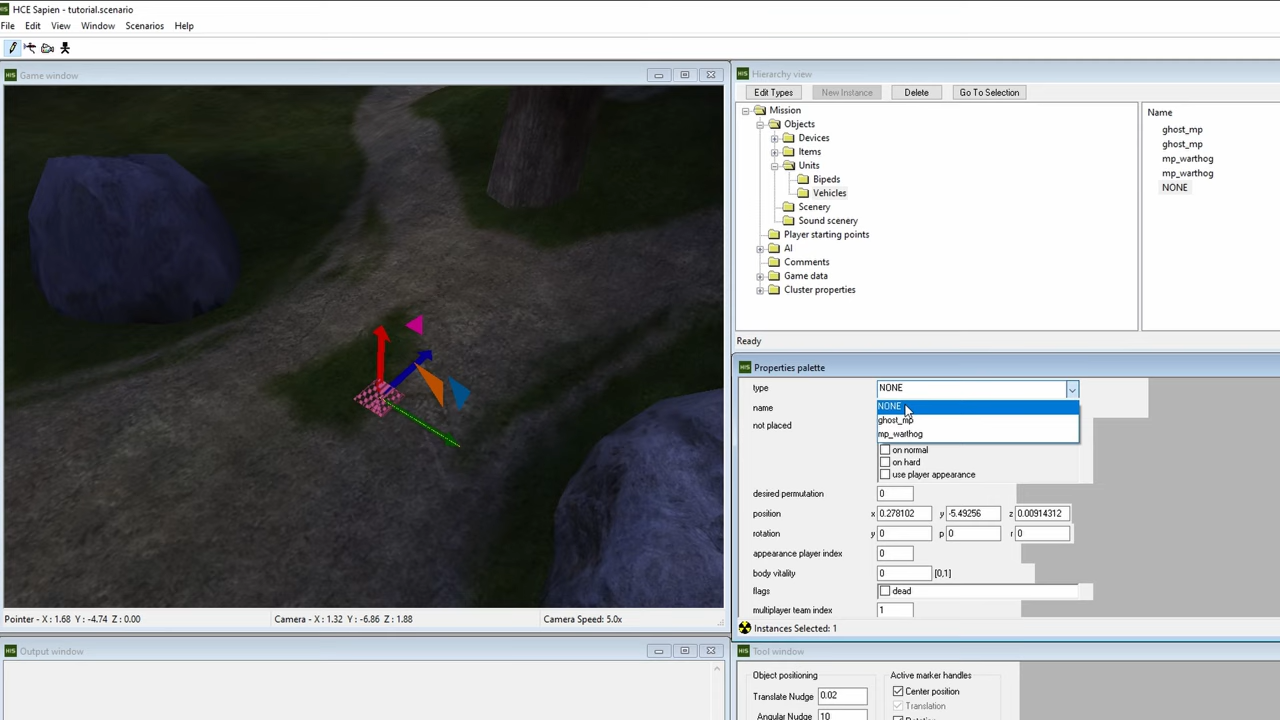 HCE Sapien - tutorial.scenario
File Edit View Window Scenarios Help
HIS Game window
HIS Hierarchy view
Edit Types New Instance Delete Go To Selection
Mission
Objects
Devices
Items
Units
Bipeds
Vehicles
Scenery
Sound scenery
Player starting points
AI
Comments
Game data
Cluster properties
Name
ghost_mp
ghost_mp
mp_warthog
mp_warthog
NONE
Ready
HIS Properties palette
type NONE
NONE
ghost_mp
mp_warthog
name
not placed
on normal
on hard
use player appearance
desired permutation 0
position x 0.278102 y -5.49256 z 0.00914312
rotation y 0 p 0 r 0
appearance player index 0
body vitality 0 [0,1]
flags dead
multiplayer team index 1
Instances Selected: 1
Pointer - X : 1.68 Y : -4.74 Z : 0.00 Camera - X : 1.32 Y : -6.86 Z : 1.88 Camera Speed: 5.0x
HIS Output window
HIS Tool window
Object positioning
Translate Nudge 0.02
Angular Nudge 10
Active marker handles
Center position
Translation